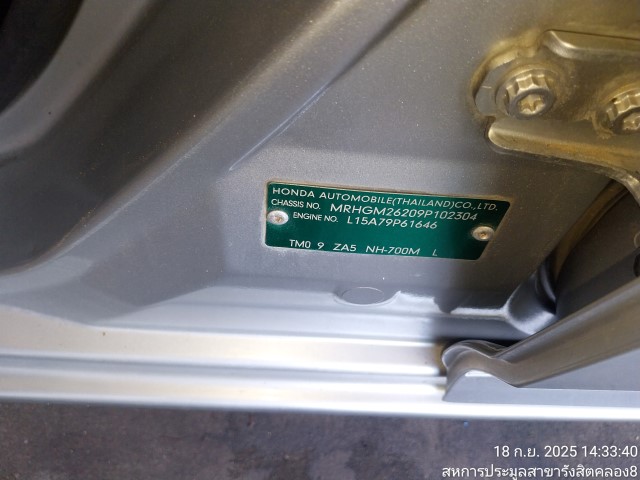 HONDA AUTOMOBILE(THAILAND)CO.,LTD.
CHASSIS NO. MRHGM26209P102304
ENGINE NO. L15A79P61646
TM0 9 ZA5 NH-700M L
18 ก.ย. 2025 14:33:40
สหการประมูลสาขารังสิตคลอง8